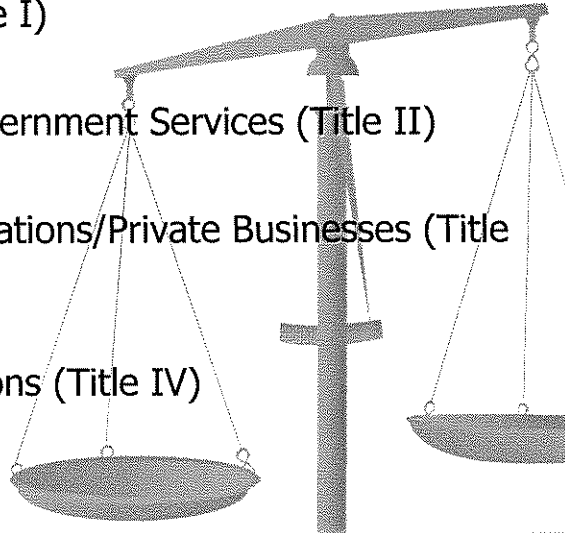 e I)
ernment Services (Title II)
ations/Private Businesses (Title
ons (Title IV)